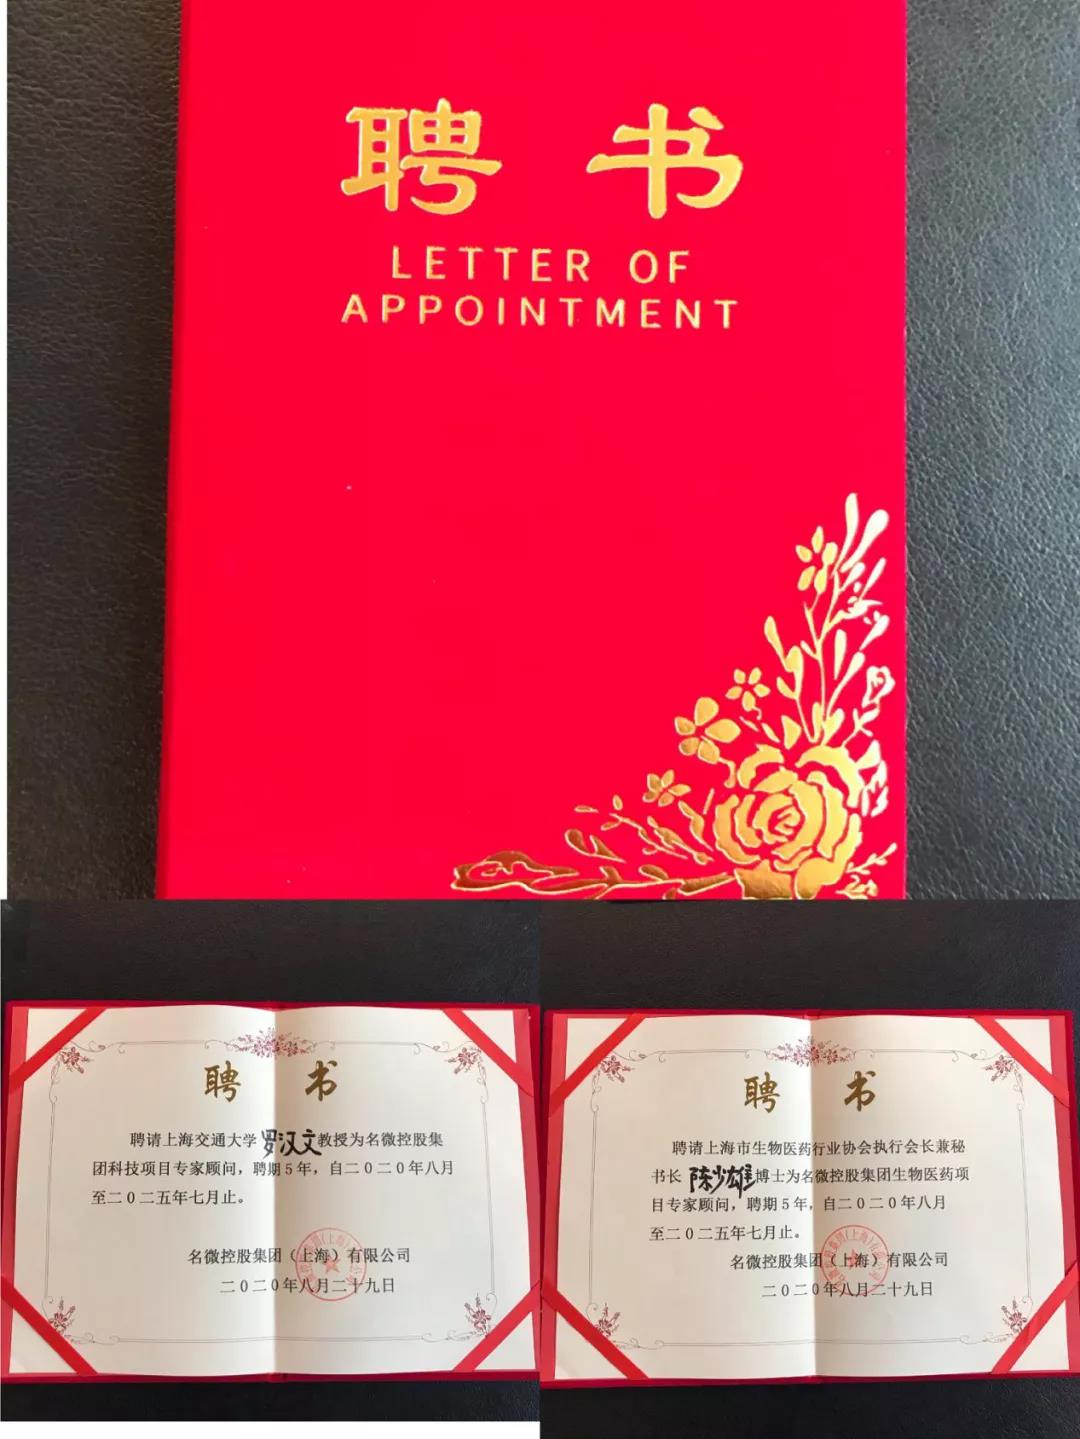 聘 书
LETTER OF
APPOINTMENT
聘 书
聘请上海交通大学罗汉文教授为名微控股集
团科技项目专家顾问，聘期5年，自二〇二〇年八月
至二〇二五年七月止。
名微控股集团（上海）有限公司
二〇二〇年八月二十九日
聘 书
聘请上海市生物医药行业协会执行会长兼秘
书长陈少雄博士为名微控股集团生物医药项
目专家顾问，聘期5年，自二〇二〇年八月
至二〇二五年七月止。
名微控股集团（上海）有限公司
二〇二〇年八月二十九日